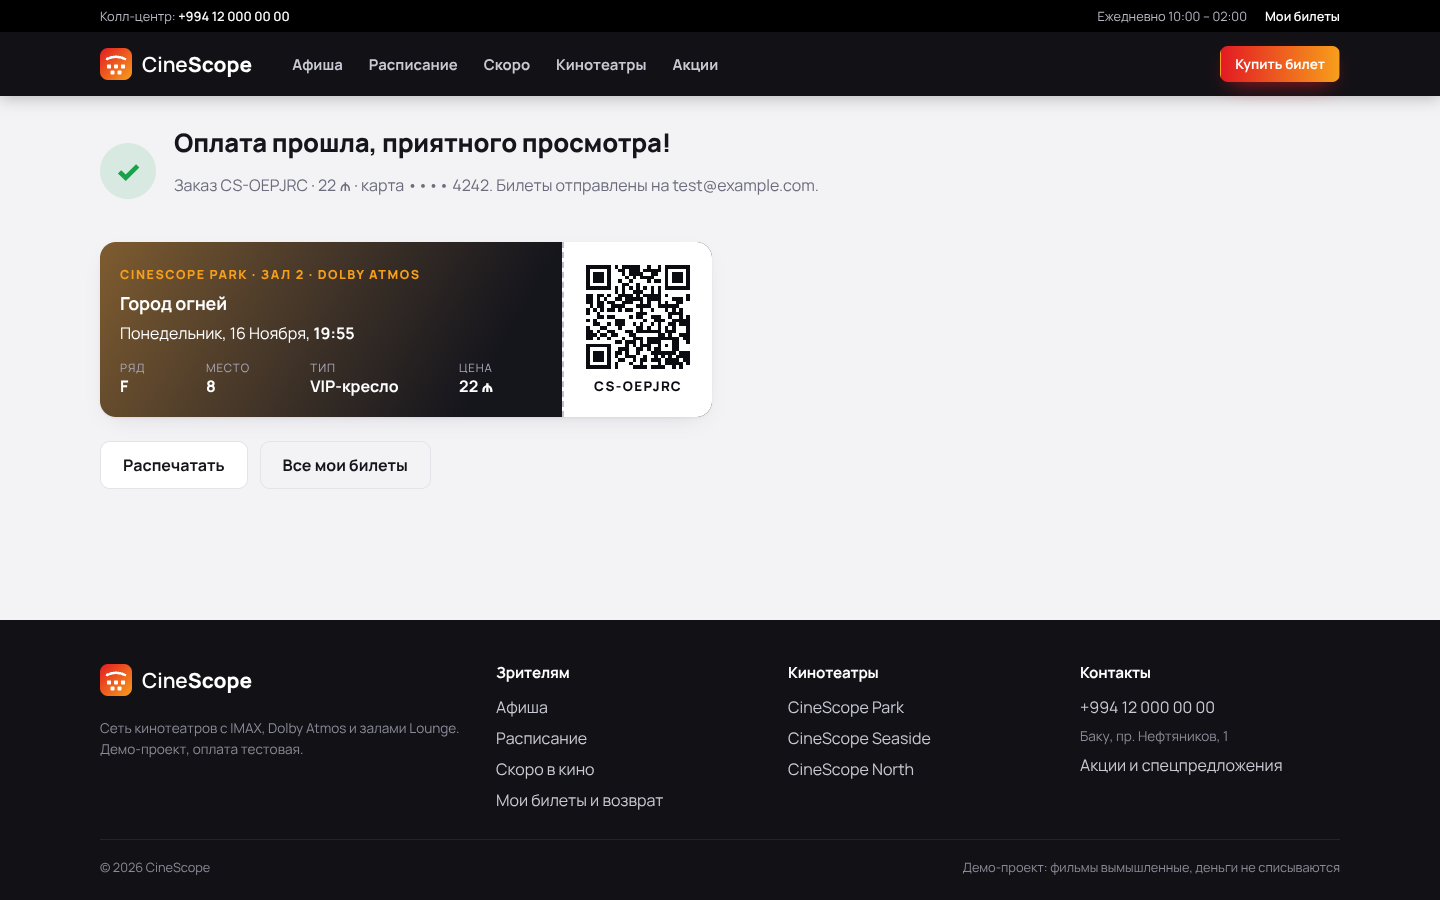 Колл-центр: +994 12 000 00 00
Ежедневно 10:00 – 02:00 Мои билеты
CineScope Афиша Расписание Скоро Кинотеатры Акции Купить билет
Оплата прошла, приятного просмотра!
Заказ CS-OEPJRC · 22 ₼ · карта •••• 4242. Билеты отправлены на test@example.com.
CINESCOPE PARK · ЗАЛ 2 · DOLBY ATMOS
Город огней
Понедельник, 16 Ноября, 19:55
РЯД МЕСТО ТИП ЦЕНА
F 8 VIP-кресло 22 ₼
CS-OEPJRC
Распечатать Все мои билеты
CineScope
Сеть кинотеатров с IMAX, Dolby Atmos и залами Lounge.
Демо-проект, оплата тестовая.
Зрителям
Афиша
Расписание
Скоро в кино
Мои билеты и возврат
Кинотеатры
CineScope Park
CineScope Seaside
CineScope North
Контакты
+994 12 000 00 00
Баку, пр. Нефтяников, 1
Акции и спецпредложения
© 2026 CineScope
Демо-проект: фильмы вымышленные, деньги не списываются